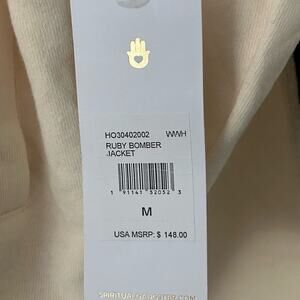 HO30402002 WWH
RUBY BOMBER
JACKET
1 91141 32052 3
M
USA MSRP: $ 148.00